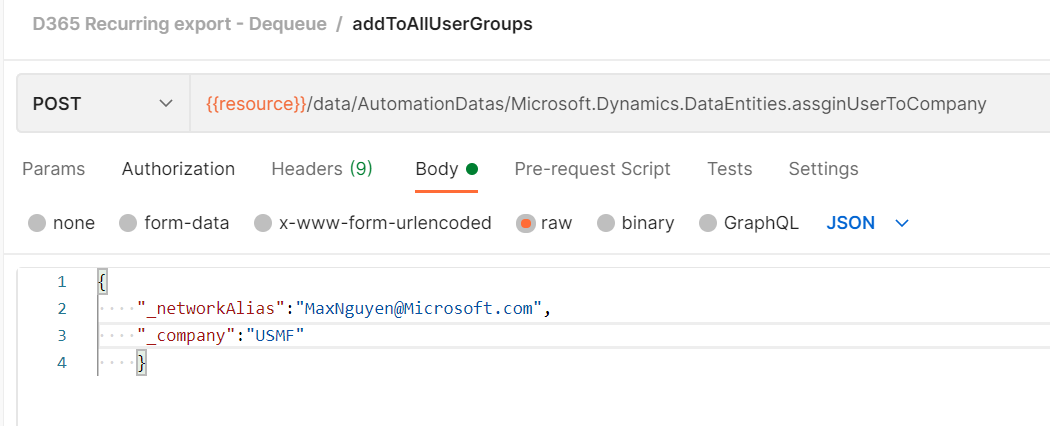 D365 Recurring export - Dequeue / addToAllUserGroups
POST {{resource}}/data/AutomationDatas/Microsoft.Dynamics.DataEntities.assginUserToCompany
Params Authorization Headers (9) Body Pre-request Script Tests Settings
none form-data x-www-form-urlencoded raw binary GraphQL JSON
1 {
2 "_networkAlias":"MaxNguyen@Microsoft.com",
3 "_company":"USMF"
4 }